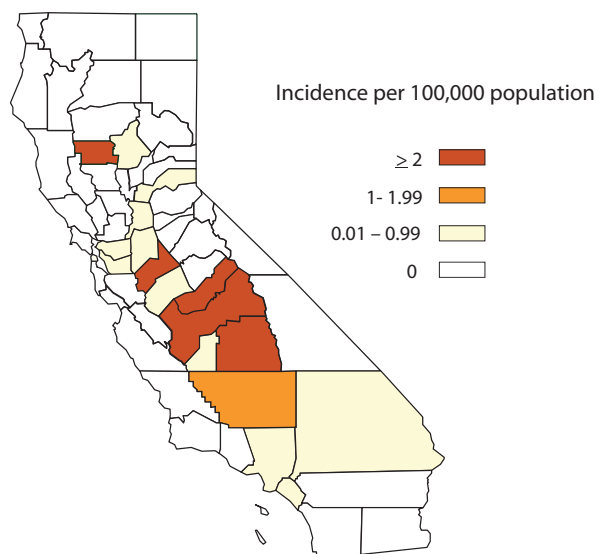 Incidence per 100,000 population
≥ 2
1- 1.99
0.01 – 0.99
0